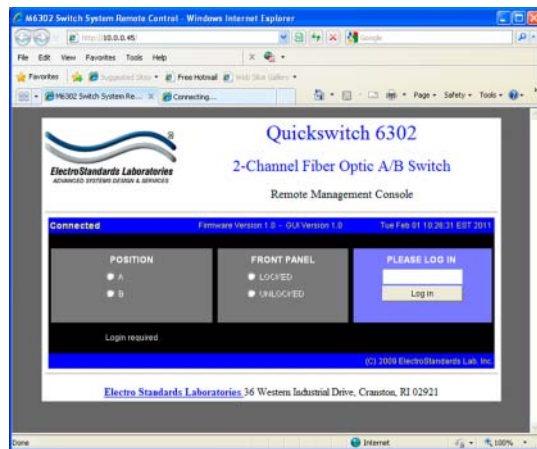 M6302 Switch System Remote Control - Windows Internet Explorer
http://10.0.0.45/
Google
File Edit View Favorites Tools Help
Favorites Suggested Sites Free Hotmail Web Slice Gallery
M6302 Switch System Re... Connecting...
Page Safety Tools
Quickswitch 6302
ElectroStandards Laboratories
ADVANCED SYSTEMS DESIGN & SERVICES
2-Channel Fiber Optic A/B Switch
Remote Management Console
Connected Firmware Version 1.0 - GUI Version 1.0 Tue Feb 01 10:26:31 EST 2011
POSITION FRONT PANEL PLEASE LOG IN
A LOCKED
B UNLOCKED Log in
Login required
(C) 2009 ElectroStandards Lab. Inc.
Electro Standards Laboratories 36 Western Industrial Drive, Cranston, RI 02921
Done Internet 100%